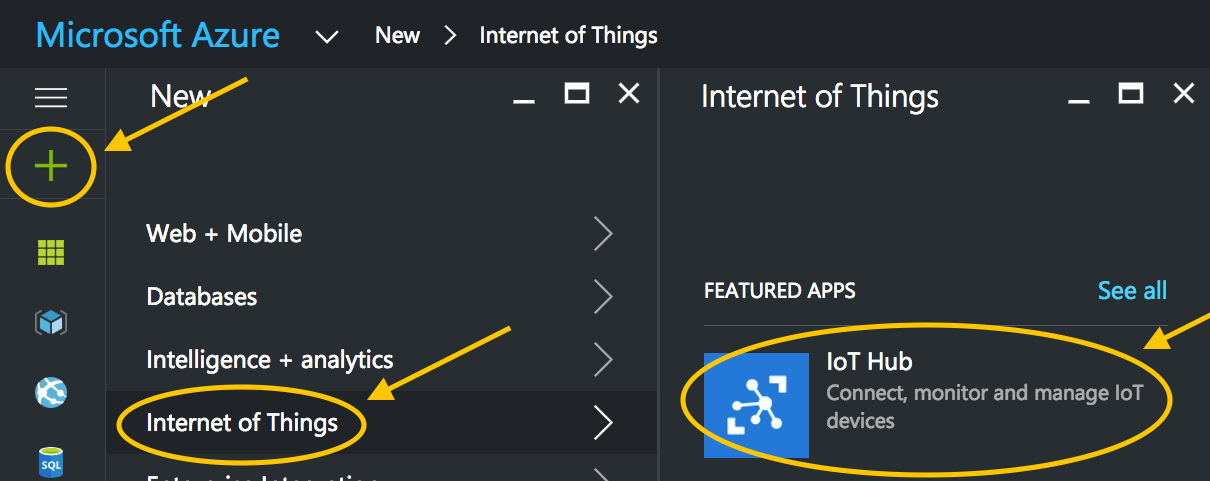 Microsoft Azure New Internet of Things
New
Internet of Things
Web + Mobile
Databases
Intelligence + analytics
Internet of Things
FEATURED APPS See all
IoT Hub
Connect, monitor and manage IoT
devices
SQL